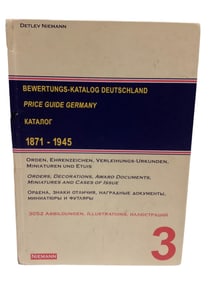 DETLEV NIEMANN
BEWERTUNGS-KATALOG DEUTSCHLAND
PRICE GUIDE GERMANY
КАТАЛОГ
1871 - 1945
ORDEN, EHRENZEICHEN, VERLEIHUNGS-URKUNDEN,
MINIATUREN UND ETUIS
ORDERS, DECORATIONS, AWARD DOCUMENTS,
MINIATURES AND CASES OF ISSUE
ОРДЕНА, ЗНАКИ ОТЛИЧИЯ, НАГРАДНЫЕ ДОКУМЕНТЫ,
МИНИАТЮРЫ И ФУТЛЯРЫ
3052 ABBILDUNGEN, ILLUSTRATIONS, ИЛЛЮСТРАЦИЙ
3
NIEMANN